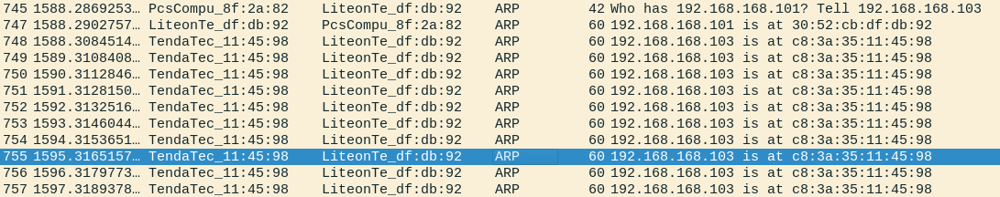 745 1588.2869253… PcsCompu_8f:2a:82 LiteonTe_df:db:92 ARP 42 Who has 192.168.168.101? Tell 192.168.168.103
747 1588.2902757… LiteonTe_df:db:92 PcsCompu_8f:2a:82 ARP 60 192.168.168.101 is at 30:52:cb:df:db:92
748 1588.3084514… TendaTec_11:45:98 LiteonTe_df:db:92 ARP 60 192.168.168.103 is at c8:3a:35:11:45:98
749 1589.3108408… TendaTec_11:45:98 LiteonTe_df:db:92 ARP 60 192.168.168.103 is at c8:3a:35:11:45:98
750 1590.3112846… TendaTec_11:45:98 LiteonTe_df:db:92 ARP 60 192.168.168.103 is at c8:3a:35:11:45:98
751 1591.3128150… TendaTec_11:45:98 LiteonTe_df:db:92 ARP 60 192.168.168.103 is at c8:3a:35:11:45:98
752 1592.3132516… TendaTec_11:45:98 LiteonTe_df:db:92 ARP 60 192.168.168.103 is at c8:3a:35:11:45:98
753 1593.3146044… TendaTec_11:45:98 LiteonTe_df:db:92 ARP 60 192.168.168.103 is at c8:3a:35:11:45:98
754 1594.3153651… TendaTec_11:45:98 LiteonTe_df:db:92 ARP 60 192.168.168.103 is at c8:3a:35:11:45:98
755 1595.3165157… TendaTec_11:45:98 LiteonTe_df:db:92 ARP 60 192.168.168.103 is at c8:3a:35:11:45:98
756 1596.3179773… TendaTec_11:45:98 LiteonTe_df:db:92 ARP 60 192.168.168.103 is at c8:3a:35:11:45:98
757 1597.3189378… TendaTec_11:45:98 LiteonTe_df:db:92 ARP 60 192.168.168.103 is at c8:3a:35:11:45:98